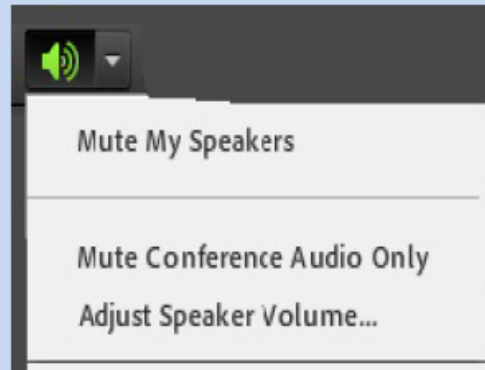 Mute My Speakers
Mute Conference Audio Only
Adjust Speaker Volume...